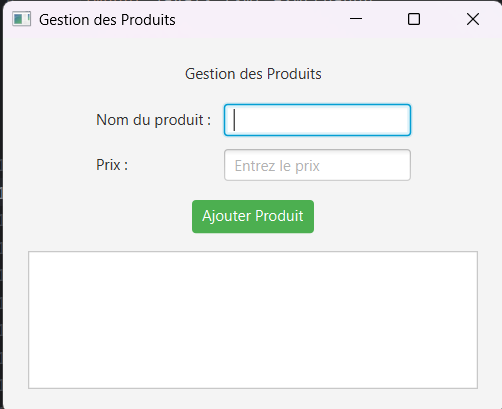 Gestion des Produits
Gestion des Produits
Nom du produit :
Prix : Entrez le prix
Ajouter Produit